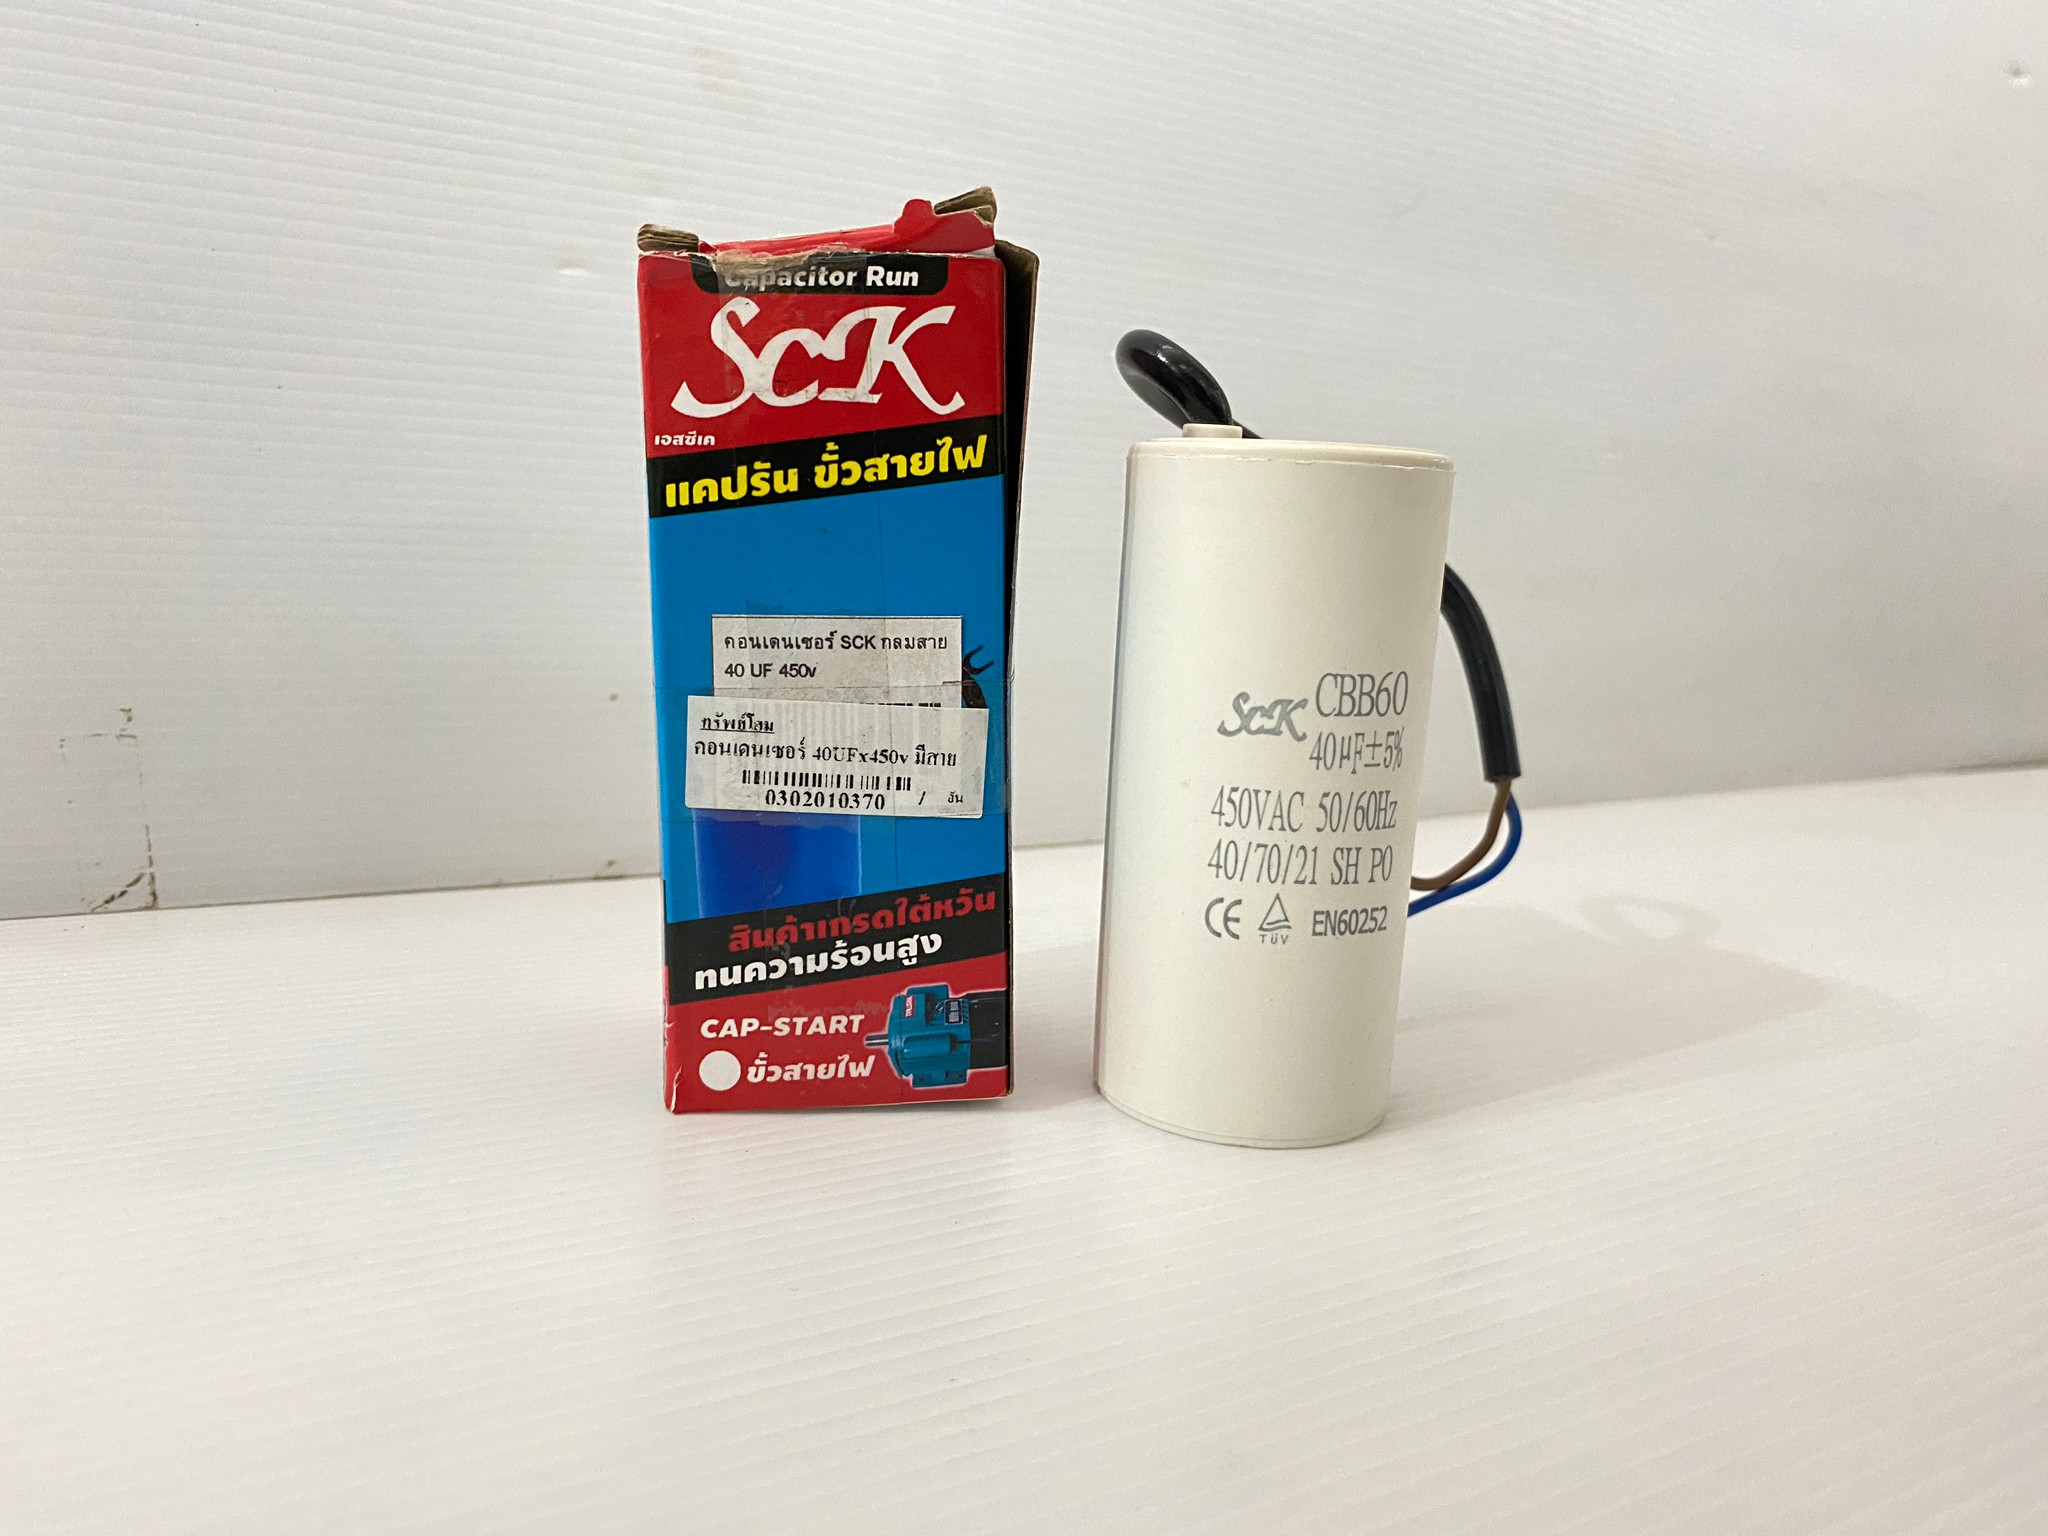 Capacitor Run
SCK
เอสซีเค
แคปรัน ขั้วสายไฟ
คอนเดนเซอร์ SCK กลมสาย
40 UF 450v
ทรัพย์โฮม
คอนเดนเซอร์ 40UFx450v มีสาย
0302010370 / อัน
สินค้าเกรดใต้หวัน
ทนความร้อนสูง
CAP-START
ขั้วสายไฟ
SCK CBB60
40µF±5%
450VAC 50/60Hz
40/70/21 SH P0
CE TÜV EN60252